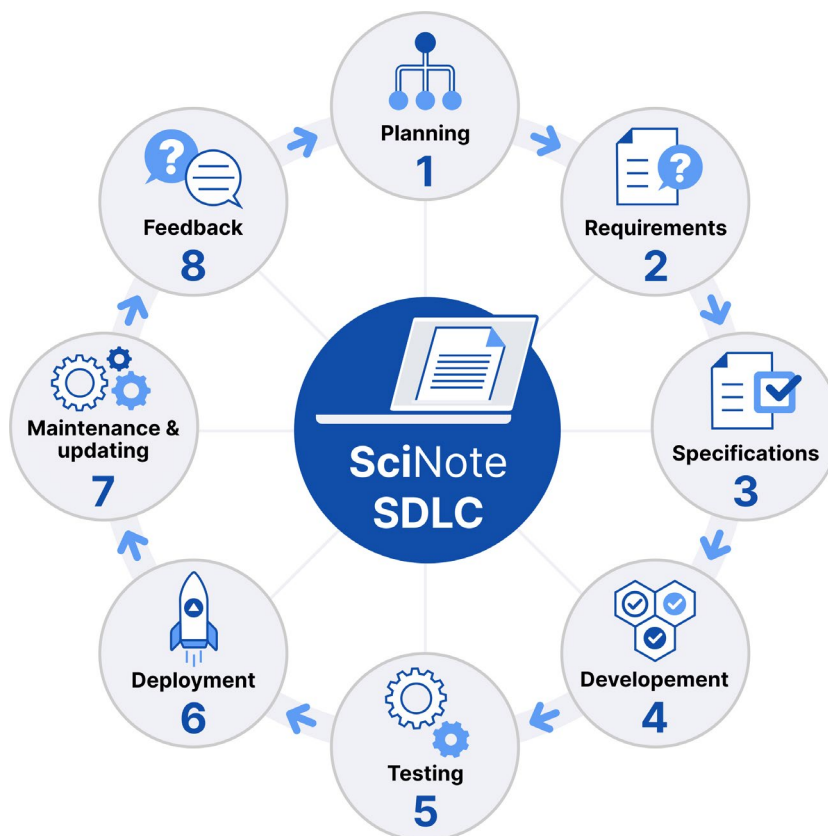 Planning
1
Requirements
2
Specifications
3
Developement
4
Testing
5
Deployment
6
Maintenance &
updating
7
Feedback
8
?
?
SciNote
SDLC